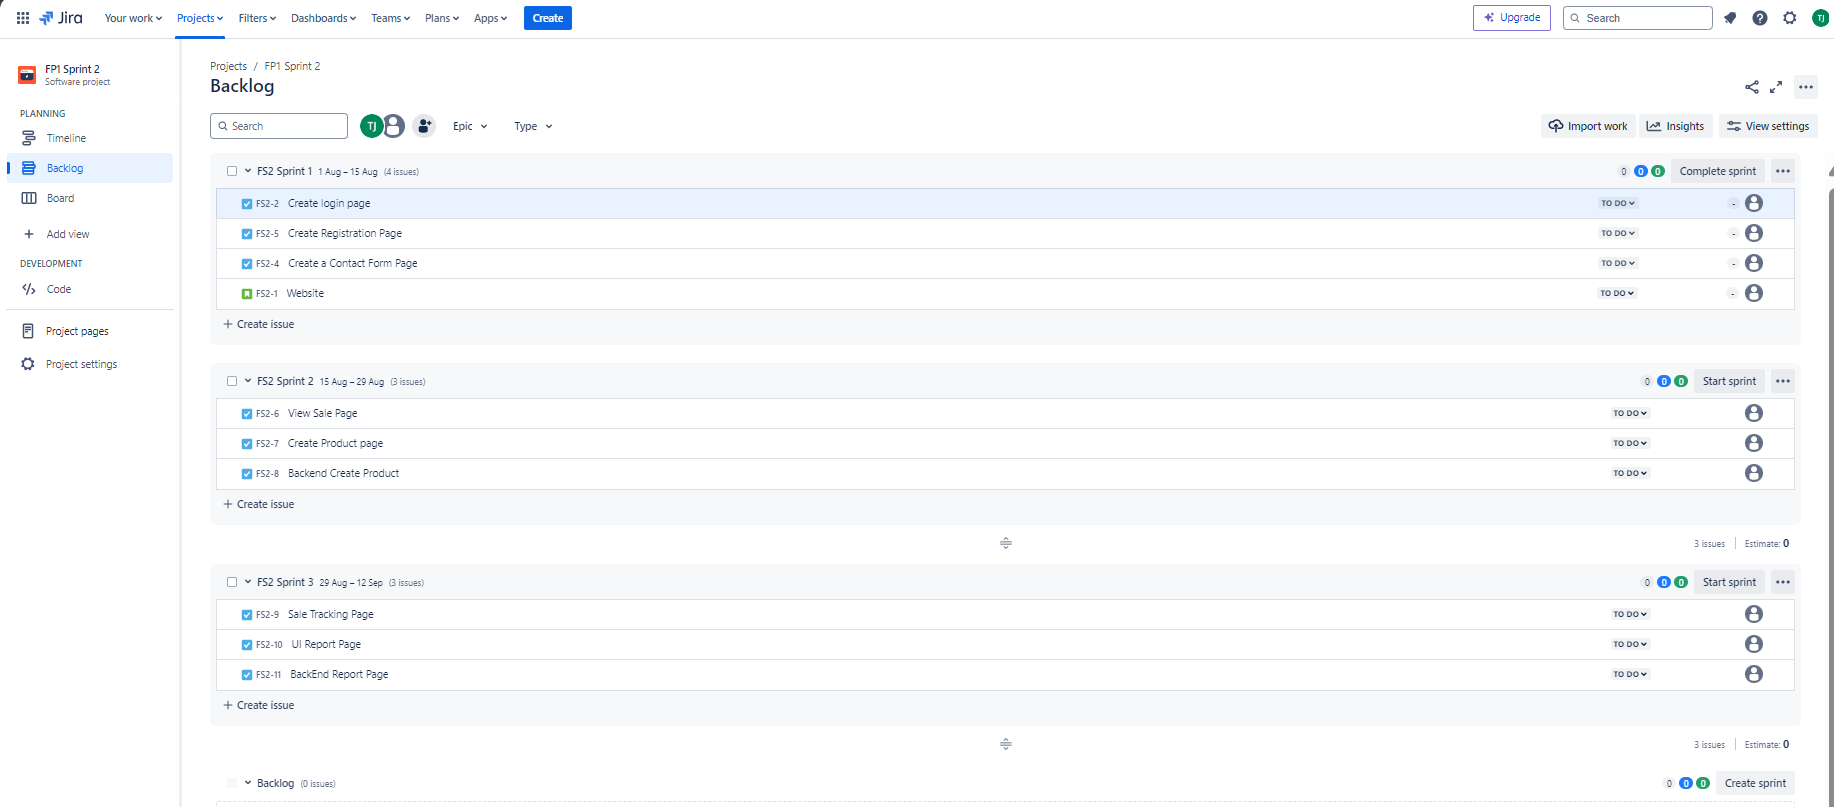 Jira Your work Projects Filters Dashboards Teams Plans Apps Create Upgrade Search TJ
FP1 Sprint 2
Software project
PLANNING
Timeline
Backlog
Board
Add view
DEVELOPMENT
Code
Project pages
Project settings
Projects / FP1 Sprint 2
Backlog
Search TJ Epic Type Import work Insights View settings
FS2 Sprint 1 1 Aug – 15 Aug (4 issues) 0 0 0 Complete sprint
FS2-2 Create login page TO DO -
FS2-5 Create Registration Page TO DO -
FS2-4 Create a Contact Form Page TO DO -
FS2-1 Website TO DO -
+ Create issue
FS2 Sprint 2 15 Aug – 29 Aug (3 issues) 0 0 0 Start sprint
FS2-6 View Sale Page TO DO
FS2-7 Create Product page TO DO
FS2-8 Backend Create Product TO DO
+ Create issue
3 issues Estimate: 0
FS2 Sprint 3 29 Aug – 12 Sep (3 issues) 0 0 0 Start sprint
FS2-9 Sale Tracking Page TO DO
FS2-10 UI Report Page TO DO
FS2-11 BackEnd Report Page TO DO
+ Create issue
3 issues Estimate: 0
Backlog (0 issues) 0 0 0 Create sprint